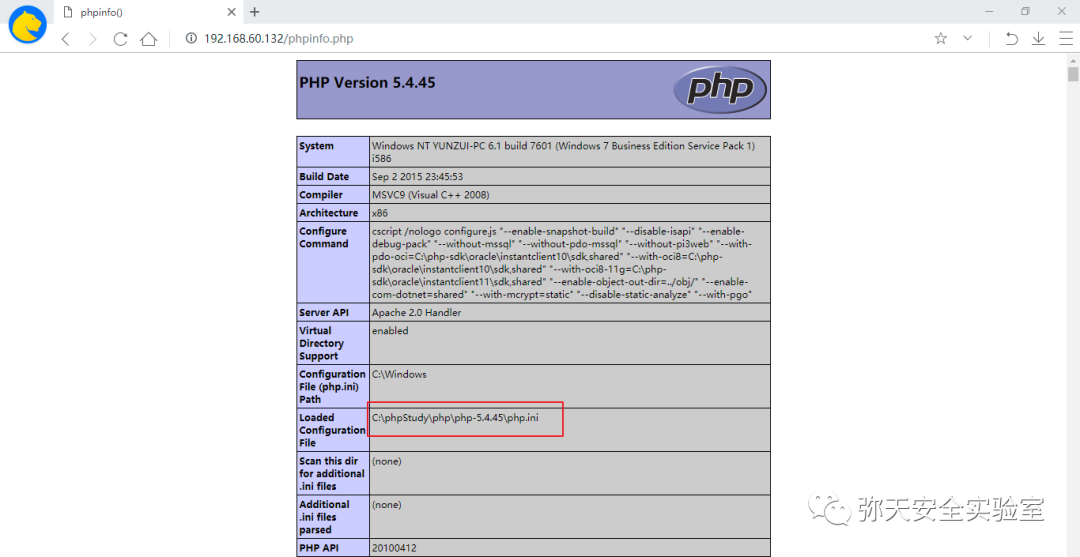 phpinfo()
192.168.60.132/phpinfo.php
PHP Version 5.4.45
php
System
Windows NT YUNZUI-PC 6.1 build 7601 (Windows 7 Business Edition Service Pack 1)
i586
Build Date
Sep 2 2015 23:45:53
Compiler
MSVC9 (Visual C++ 2008)
Architecture
x86
Configure
Command
cscript /nologo configure.js "--enable-snapshot-build" "--disable-isapi" "--enable-
debug-pack" "--without-mssql" "--without-pdo-mssql" "--without-pi3web" "--with-
pdo-oci=C:\php-sdk\oracle\instantclient10\sdk,shared" "--with-oci8=C:\php-
sdk\oracle\instantclient10\sdk,shared" "--with-oci8-11g=C:\php-
sdk\oracle\instantclient11\sdk,shared" "--enable-object-out-dir=../obj/" "--enable-
com-dotnet=shared" "--with-mcrypt=static" "--disable-static-analyze" "--with-pgo"
Server API
Apache 2.0 Handler
Virtual
Directory
Support
enabled
Configuration
File (php.ini)
Path
C:\Windows
Loaded
Configuration
File
C:\phpStudy\php\php-5.4.45\php.ini
Scan this dir
for additional
.ini files
(none)
Additional
.ini files
parsed
(none)
PHP API
20100412
弥天安全实验室